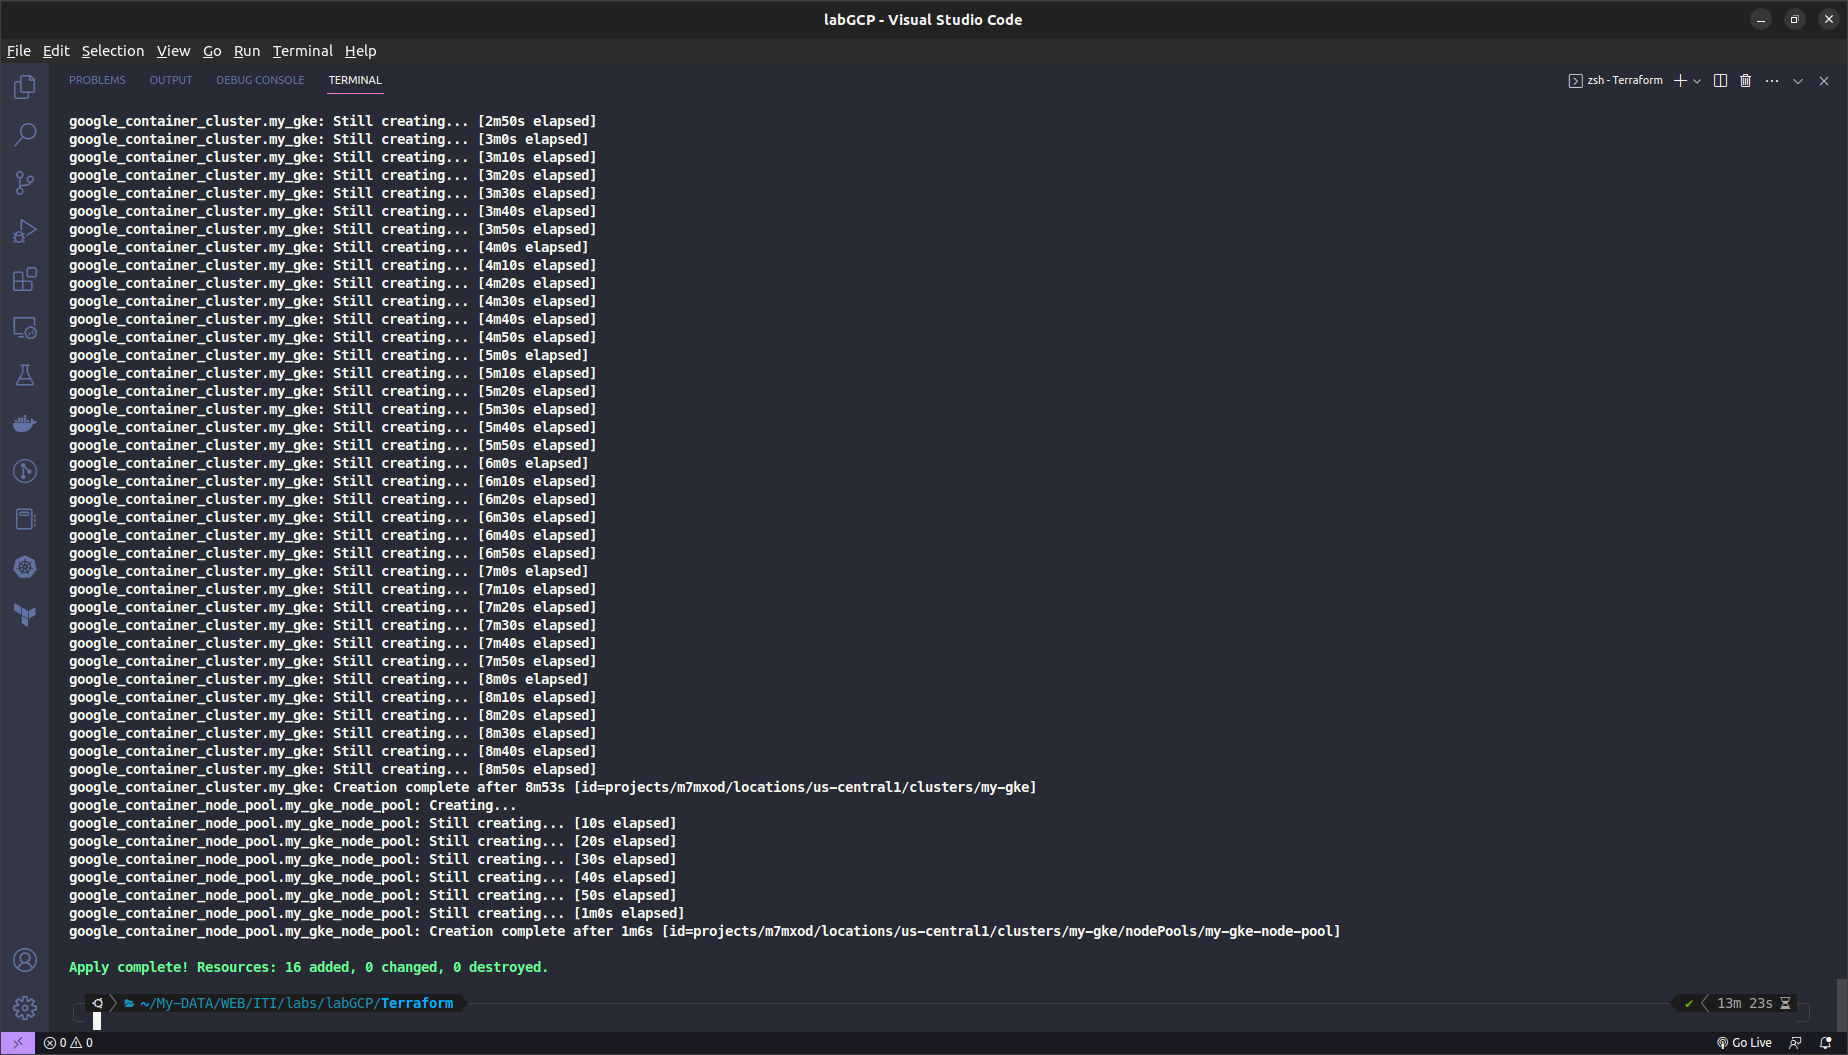 labGCP - Visual Studio Code
File Edit Selection View Go Run Terminal Help
PROBLEMS OUTPUT DEBUG CONSOLE TERMINAL zsh - Terraform
google_container_cluster.my_gke: Still creating... [2m50s elapsed]
google_container_cluster.my_gke: Still creating... [3m0s elapsed]
google_container_cluster.my_gke: Still creating... [3m10s elapsed]
google_container_cluster.my_gke: Still creating... [3m20s elapsed]
google_container_cluster.my_gke: Still creating... [3m30s elapsed]
google_container_cluster.my_gke: Still creating... [3m40s elapsed]
google_container_cluster.my_gke: Still creating... [3m50s elapsed]
google_container_cluster.my_gke: Still creating... [4m0s elapsed]
google_container_cluster.my_gke: Still creating... [4m10s elapsed]
google_container_cluster.my_gke: Still creating... [4m20s elapsed]
google_container_cluster.my_gke: Still creating... [4m30s elapsed]
google_container_cluster.my_gke: Still creating... [4m40s elapsed]
google_container_cluster.my_gke: Still creating... [4m50s elapsed]
google_container_cluster.my_gke: Still creating... [5m0s elapsed]
google_container_cluster.my_gke: Still creating... [5m10s elapsed]
google_container_cluster.my_gke: Still creating... [5m20s elapsed]
google_container_cluster.my_gke: Still creating... [5m30s elapsed]
google_container_cluster.my_gke: Still creating... [5m40s elapsed]
google_container_cluster.my_gke: Still creating... [5m50s elapsed]
google_container_cluster.my_gke: Still creating... [6m0s elapsed]
google_container_cluster.my_gke: Still creating... [6m10s elapsed]
google_container_cluster.my_gke: Still creating... [6m20s elapsed]
google_container_cluster.my_gke: Still creating... [6m30s elapsed]
google_container_cluster.my_gke: Still creating... [6m40s elapsed]
google_container_cluster.my_gke: Still creating... [6m50s elapsed]
google_container_cluster.my_gke: Still creating... [7m0s elapsed]
google_container_cluster.my_gke: Still creating... [7m10s elapsed]
google_container_cluster.my_gke: Still creating... [7m20s elapsed]
google_container_cluster.my_gke: Still creating... [7m30s elapsed]
google_container_cluster.my_gke: Still creating... [7m40s elapsed]
google_container_cluster.my_gke: Still creating... [7m50s elapsed]
google_container_cluster.my_gke: Still creating... [8m0s elapsed]
google_container_cluster.my_gke: Still creating... [8m10s elapsed]
google_container_cluster.my_gke: Still creating... [8m20s elapsed]
google_container_cluster.my_gke: Still creating... [8m30s elapsed]
google_container_cluster.my_gke: Still creating... [8m40s elapsed]
google_container_cluster.my_gke: Still creating... [8m50s elapsed]
google_container_cluster.my_gke: Creation complete after 8m53s [id=projects/m7mxod/locations/us-central1/clusters/my-gke]
google_container_node_pool.my_gke_node_pool: Creating...
google_container_node_pool.my_gke_node_pool: Still creating... [10s elapsed]
google_container_node_pool.my_gke_node_pool: Still creating... [20s elapsed]
google_container_node_pool.my_gke_node_pool: Still creating... [30s elapsed]
google_container_node_pool.my_gke_node_pool: Still creating... [40s elapsed]
google_container_node_pool.my_gke_node_pool: Still creating... [50s elapsed]
google_container_node_pool.my_gke_node_pool: Still creating... [1m0s elapsed]
google_container_node_pool.my_gke_node_pool: Creation complete after 1m6s [id=projects/m7mxod/locations/us-central1/clusters/my-gke/nodePools/my-gke-node-pool]
Apply complete! Resources: 16 added, 0 changed, 0 destroyed.
~/My-DATA/WEB/ITI/labs/labGCP/Terraform ✔ 13m 23s
0 0 Go Live